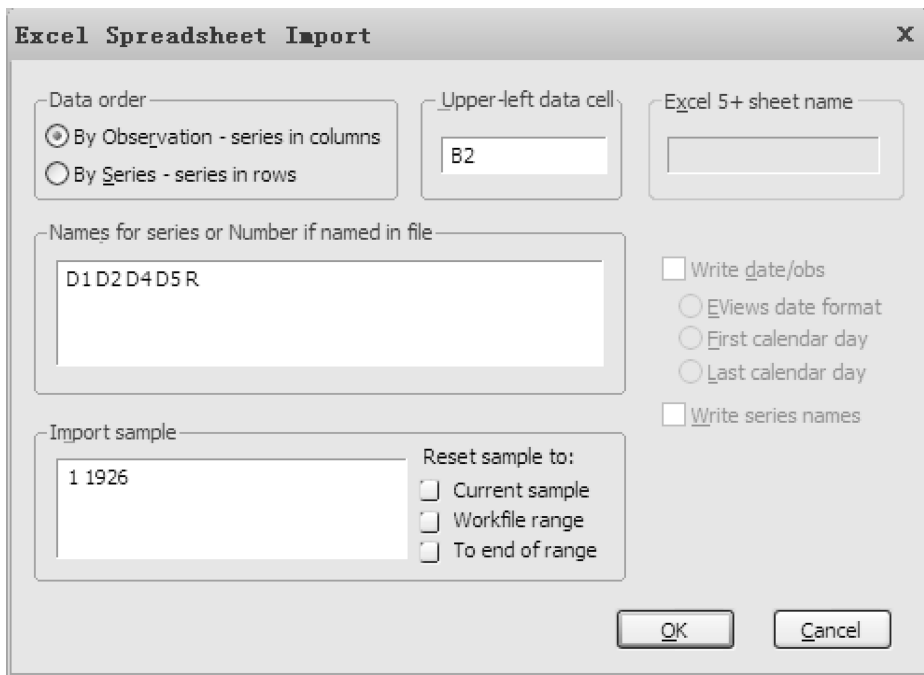 Excel Spreadsheet Import
X
Data order
By Observation - series in columns
By Series - series in rows
Upper-left data cell
B2
Excel 5+ sheet name
Names for series or Number if named in file
D1 D2 D4 D5 R
Write date/obs
EViews date format
First calendar day
Last calendar day
Write series names
Import sample
1 1926
Reset sample to:
Current sample
Workfile range
To end of range
OK
Cancel